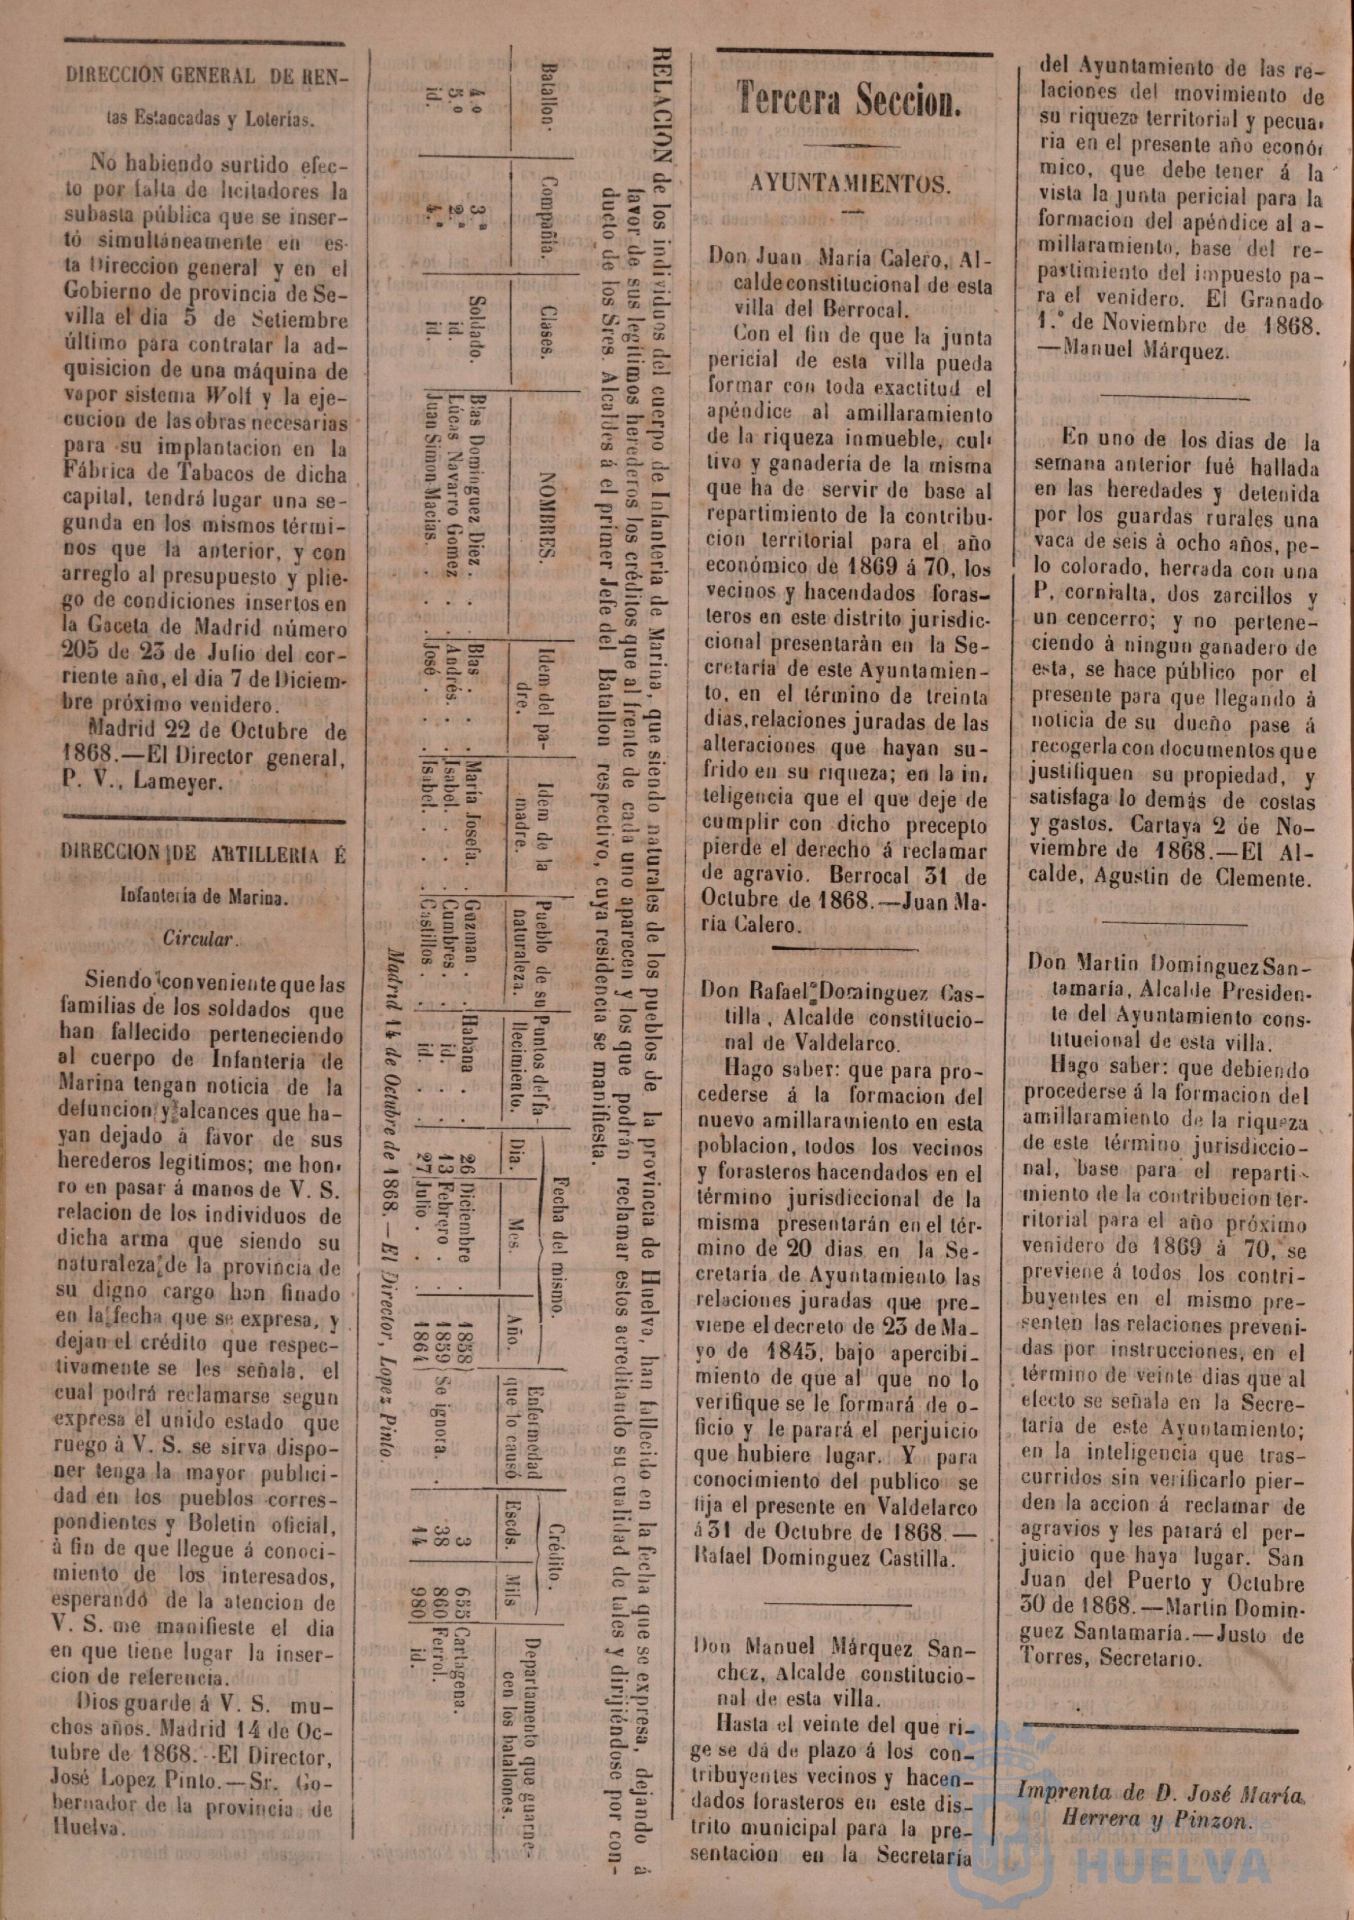 DIRECCION GENERAL DE REN-
tas Estancadas y Loterías.
No habiendo surtido efec-
to por falta de licitadores la
subasta pública que se inser-
tó simultáneamente en es-
ta Direccion general y en el
Gobierno de provincia de Se-
villa el dia 5 de Setiembre
último para contratar la ad-
quisicion de una máquina de
vapor sistema Wolf y la eje-
cucion de las obras necesarias
para su implantacion en la
Fábrica de Tabacos de dicha
capital, tendrá lugar una se-
gunda en los mismos térmi-
nos que la anterior, y con
arreglo al presupuesto y plie-
go de condiciones insertos en
la Gaceta de Madrid número
205 de 23 de Julio del cor-
riente año, el dia 7 de Diciem-
bre próximo venidero.
Madrid 22 de Octubre de
1868.—El Director general,
P. V., Lameyer.
DIRECCION DE ARTILLERIA É
Infantería de Marina.
Circular.
Siendo conveniente que las
familias de los soldados que
han fallecido perteneciendo
al cuerpo de Infantería de
Marina tengan noticia de la
defuncion y alcances que ha-
yan dejado á favor de sus
herederos legítimos; me hon-
ro en pasar á manos de V. S.
relacion de los individuos de
dicha arma que siendo su
naturaleza de la provincia de
su digno cargo han finado
en la fecha que se expresa, y
dejan el crédito que respec-
tivamente se les señala, el
cual podrá reclamarse segun
expresa el unido estado que
ruego á V. S. se sirva dispo-
ner tenga la mayor publici-
dad en los pueblos corres-
pondientes y Boletin oficial,
á fin de que llegue á conoci-
miento de los interesados,
esperando de la atencion de
V. S. me manifieste el dia
en que tiene lugar la inser-
cion de referencia.
Dios guarde á V. S. mu-
chos años. Madrid 14 de Oc-
tubre de 1868.--El Director,
José Lopez Pinto.—Sr. Go-
bernador de la provincia de
Huelva.
RELACION de los individuos del cuerpo de Infantería de Marina, que siendo naturales de los pueblos de la provincia de Huelva, han fallecido en la fecha que se expresa, dejando á
favor de sus legítimos herederos los créditos que al frente de cada uno aparecen y los que podrán reclamar estos acreditando su cualidad de tales y dirijiéndose por con-
ducto de los Sres. Alcaldes á el primer Jefe del Batallon respectivo, cuya residencia se manifiesta.
Batallon. Compañía. Clases. NOMBRES. Idem del pa-dre. Idem de la madre. Pueblo de su naturaleza. Puntos del fa-llecimiento. Fecha del mismo. Dia. Mes. Año. Enfermedad que lo causó Crédito. Escds. Mils Departamento que guarne-cen los batallones.
4.º 3.ª Soldado. Blas Dominguez Diez. Blas. María Josefa. Guzman. Habana. 26 Diciembre 1858 3 655 Cartagena.
5.º 2.ª id. Lúcas Navarro Gomez Andrés. Isabel. Cumbres. id. 13 Febrero 1859 Se ignora. 38 860 Ferrol.
id. 4.ª id. Juan Simon Macias. José. Isabel. Castillos. id. 27 Julio 1864 44 980 id.
Madrid 14 de Octubre de 1868.—El Director, Lopez Pinto.
Tercera Seccion.
AYUNTAMIENTOS.
Don Juan María Calero, Al-
calde constitucional de esta
villa del Berrocal.
Con el fin de que la junta
pericial de esta villa pueda
formar con toda exactitud el
apéndice al amillaramiento
de la riqueza inmueble, cul-
tivo y ganadería de la misma
que ha de servir de base al
repartimiento de la contribu-
cion territorial para el año
económico de 1869 á 70, los
vecinos y hacendados foras-
teros en este distrito jurisdic-
cional presentarán en la Se-
cretaría de este Ayuntamien-
to, en el término de treinta
dias, relaciones juradas de las
alteraciones que hayan su-
frido en su riqueza; en la in-
teligencia que el que deje de
cumplir con dicho precepto
pierde el derecho á reclamar
de agravio. Berrocal 31 de
Octubre de 1868.—Juan Ma-
ría Calero.
Don Rafael Dominguez Cas-
tilla, Alcalde constitucio-
nal de Valdelarco.
Hago saber: que para pro-
cederse á la formacion del
nuevo amillaramiento en esta
poblacion, todos los vecinos
y forasteros hacendados en el
término jurisdiccional de la
misma presentarán en el tér-
mino de 20 dias en la Se-
cretaría de Ayuntamiento las
relaciones juradas que pre-
viene el decreto de 23 de Ma-
yo de 1845, bajo apercibi-
miento de que al que no lo
verifique se le formará de o-
ficio y le parará el perjuicio
que hubiere lugar. Y para
conocimiento del publico se
fija el presente en Valdelarco
á 31 de Octubre de 1868.—
Rafael Dominguez Castilla.
Don Manuel Márquez San-
chez, Alcalde constitucio-
nal de esta villa.
Hasta el veinte del que ri-
ge se dá de plazo á los con-
tribuyentes vecinos y hacen-
dados forasteros en este dis-
trito municipal para la pre-
sentacion en la Secretaría
del Ayuntamiento de las re-
laciones del movimiento de
su riqueza territorial y pecua-
ria en el presente año econó-
mico, que debe tener á la
vista la junta pericial para la
formacion del apéndice al a-
millaramiento, base del re-
partimiento del impuesto pa-
ra el venidero. El Granado
1.º de Noviembre de 1868.
—Manuel Márquez.
En uno de los dias de la
semana anterior fué hallada
en las heredades y detenida
por los guardas rurales una
vaca de seis à ocho años, pe-
lo colorado, herrada con una
P, cornialta, dos zarcillos y
un cencerro; y no pertene-
ciendo á ningun ganadero de
esta, se hace público por el
presente para que llegando à
noticia de su dueño pase á
recogerla con documentos que
justifiquen su propiedad, y
satisfaga lo demás de costas
y gastos. Cartaya 2 de No-
viembre de 1868.—El Al-
calde, Agustin de Clemente.
Don Martin Dominguez San-
tamaría, Alcalde Presiden-
te del Ayuntamiento cons-
titucional de esta villa.
Hago saber: que debiendo
procederse á la formacion del
amillaramiento de la riqueza
de este término jurisdiccio-
nal, base para el reparti-
miento de la contribucion ter-
ritorial para el año próximo
venidero de 1869 á 70, se
previene á todos los contri-
buyentes en el mismo pre-
senten las relaciones preveni-
das por instrucciones, en el
término de veinte dias que al
efecto se señala en la Secre-
taría de este Ayuntamiento;
en la inteligencia que tras-
curridos sin verificarlo pier-
den la accion á reclamar de
agravios y les parará el per-
juicio que haya lugar. San
Juan del Puerto y Octubre
30 de 1868.—Martin Domin-
guez Santamaría.—Justo de
Torres, Secretario.
Imprenta de D. José María
Herrera y Pinzon.
HUELVA